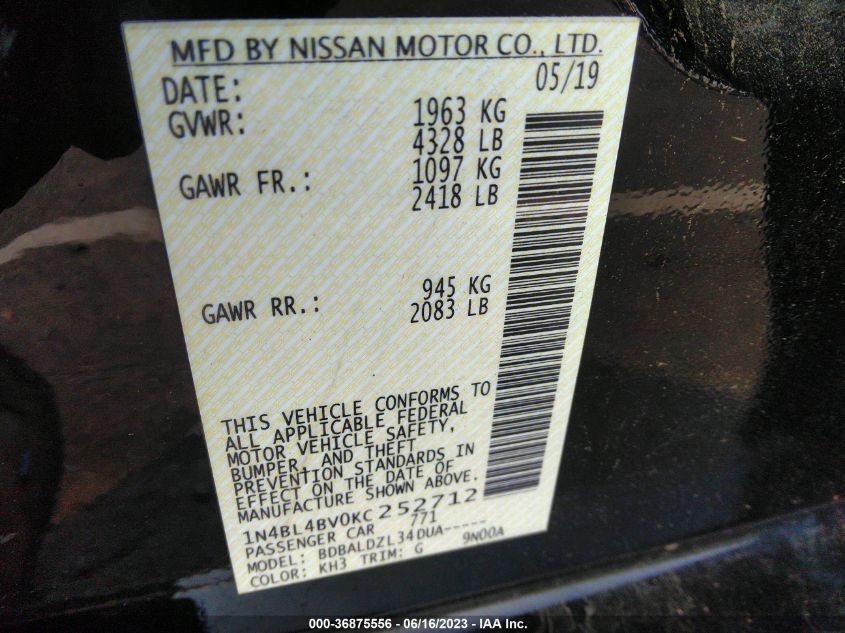 MFD BY NISSAN MOTOR CO., LTD.
DATE: 05/19
GVWR: 1963 KG
4328 LB
GAWR FR.: 1097 KG
2418 LB
GAWR RR.: 945 KG
2083 LB
THIS VEHICLE CONFORMS TO
ALL APPLICABLE FEDERAL
MOTOR VEHICLE SAFETY,
BUMPER, AND THEFT
PREVENTION STANDARDS IN
EFFECT ON THE DATE OF
MANUFACTURE SHOWN ABOVE.
1N4BL4BV0KC252712
PASSENGER CAR 771
MODEL: BDBALDZL34DUA-----
COLOR: KH3 TRIM: G 9N00A
000-36875556 - 06/16/2023 - IAA Inc.